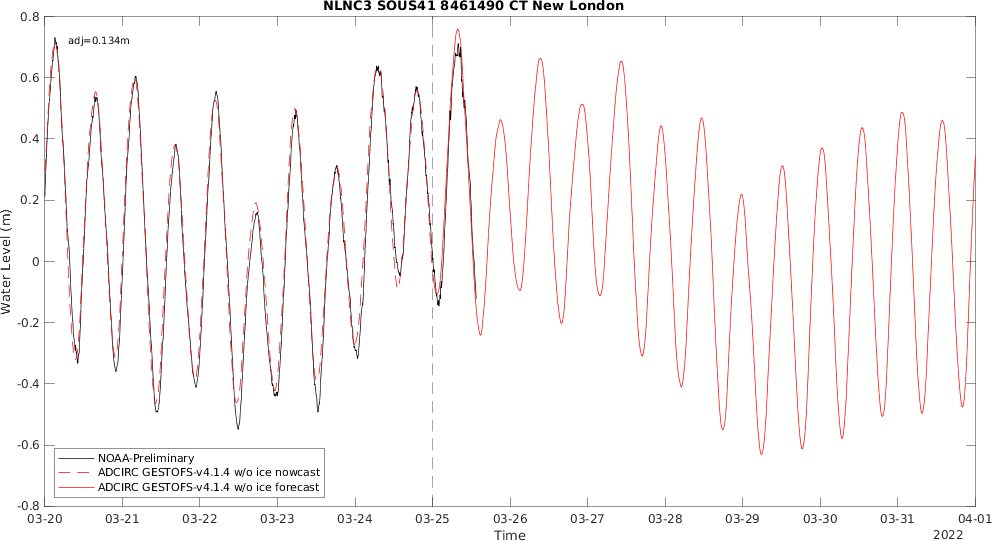 NLNC3 SOUS41 8461490 CT New London
adj=0.134m
Water Level (m)
0.8
0.6
0.4
0.2
0
-0.2
-0.4
-0.6
-0.8
NOAA-Preliminary
ADCIRC GESTOFS-v4.1.4 w/o ice nowcast
ADCIRC GESTOFS-v4.1.4 w/o ice forecast
03-20 03-21 03-22 03-23 03-24 03-25 03-26 03-27 03-28 03-29 03-30 03-31 04-01
Time
2022